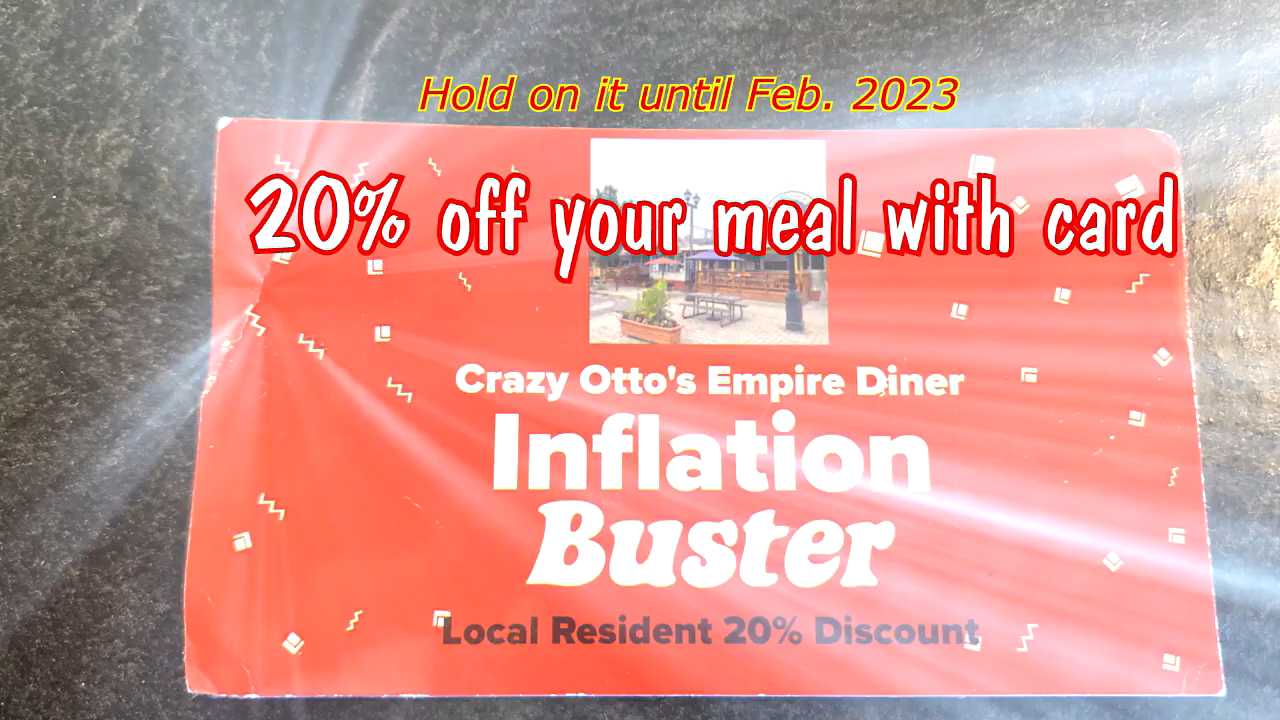 Hold on it until Feb. 2023
20% off your meal with card
Crazy Otto's Empire Diner
Inflation
Buster
Local Resident 20% Discount